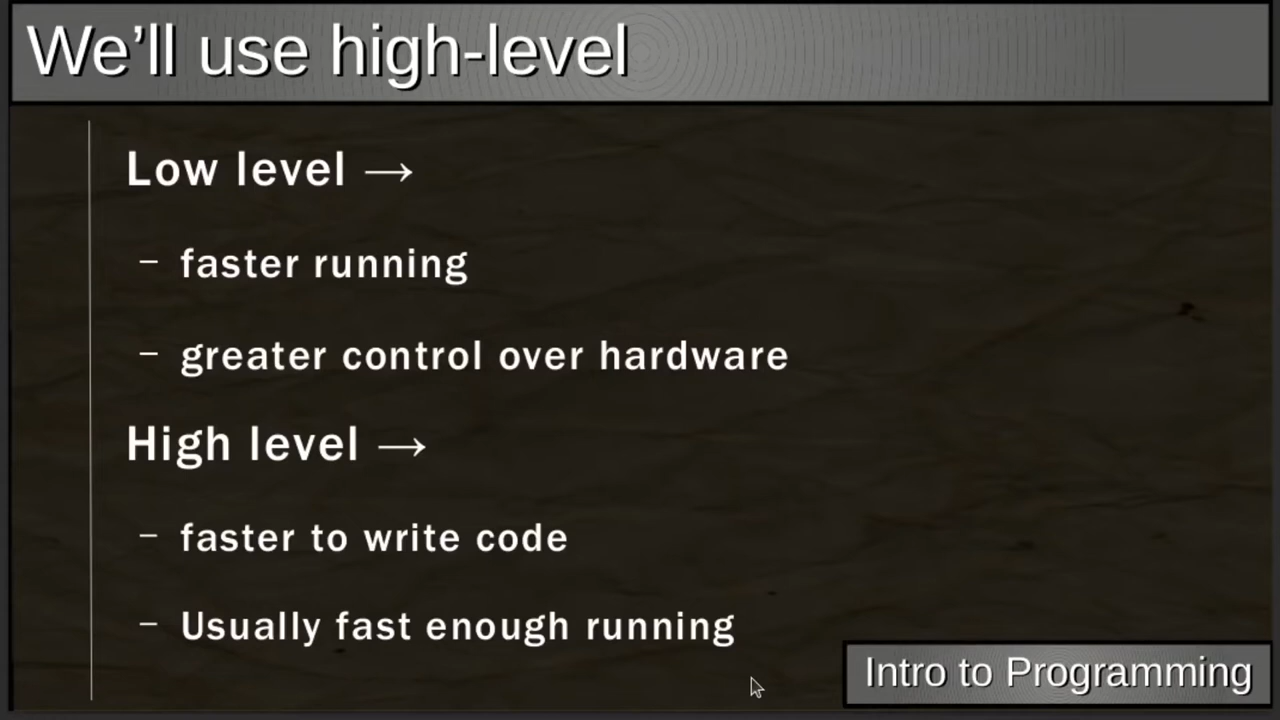 We’ll use high-level
Low level →
– faster running
– greater control over hardware
High level →
– faster to write code
– Usually fast enough running
Intro to Programming